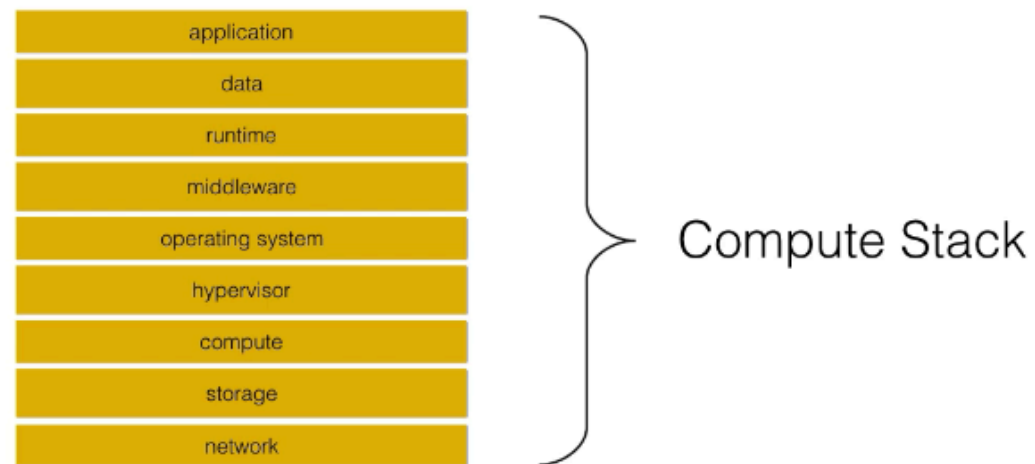 application
data
runtime
middleware
operating system
hypervisor
compute
storage
network
Compute Stack